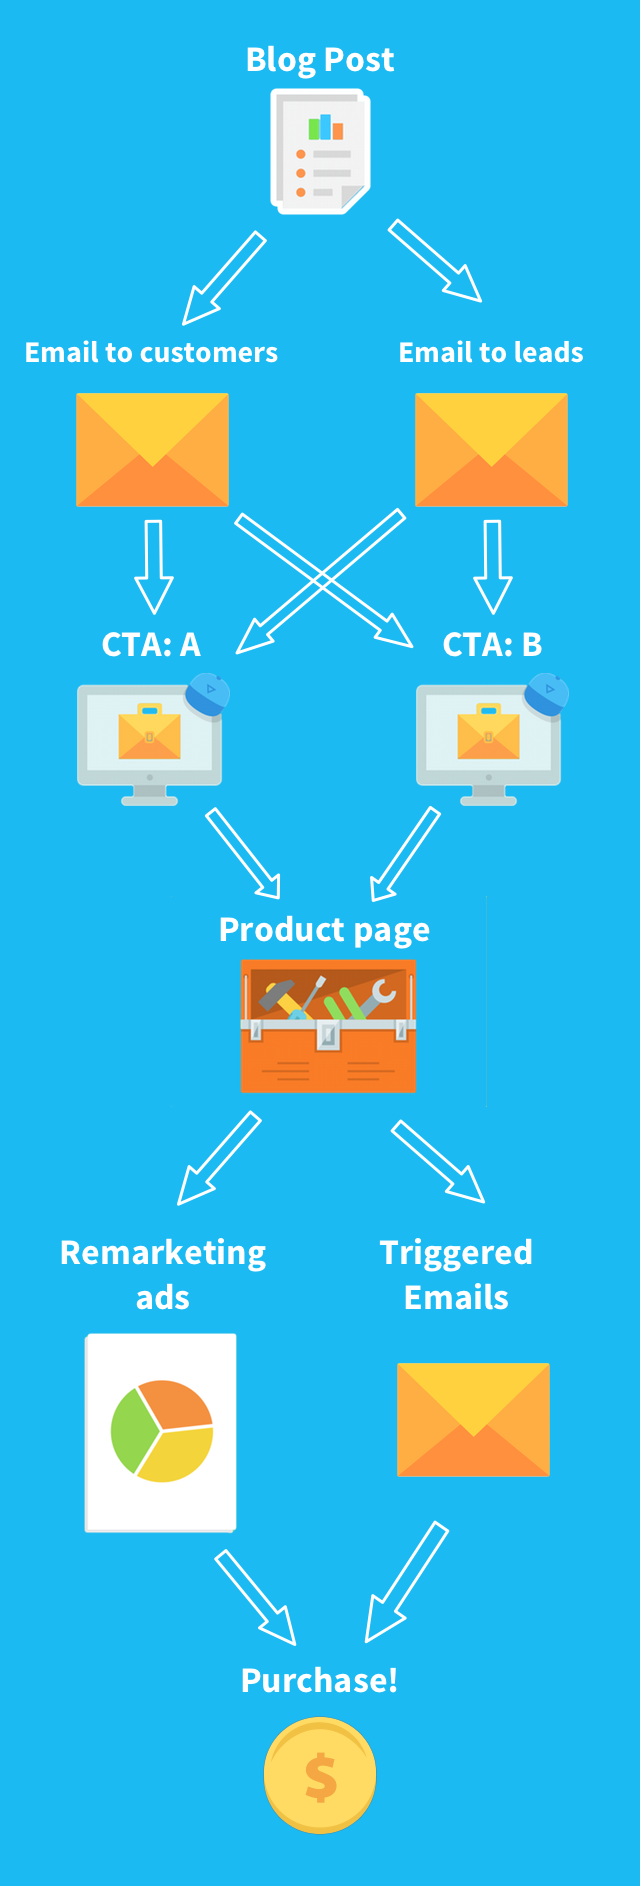 Blog Post
Email to customers
Email to leads
CTA: A
CTA: B
Product page
Remarketing
ads
Triggered
Emails
Purchase!
$